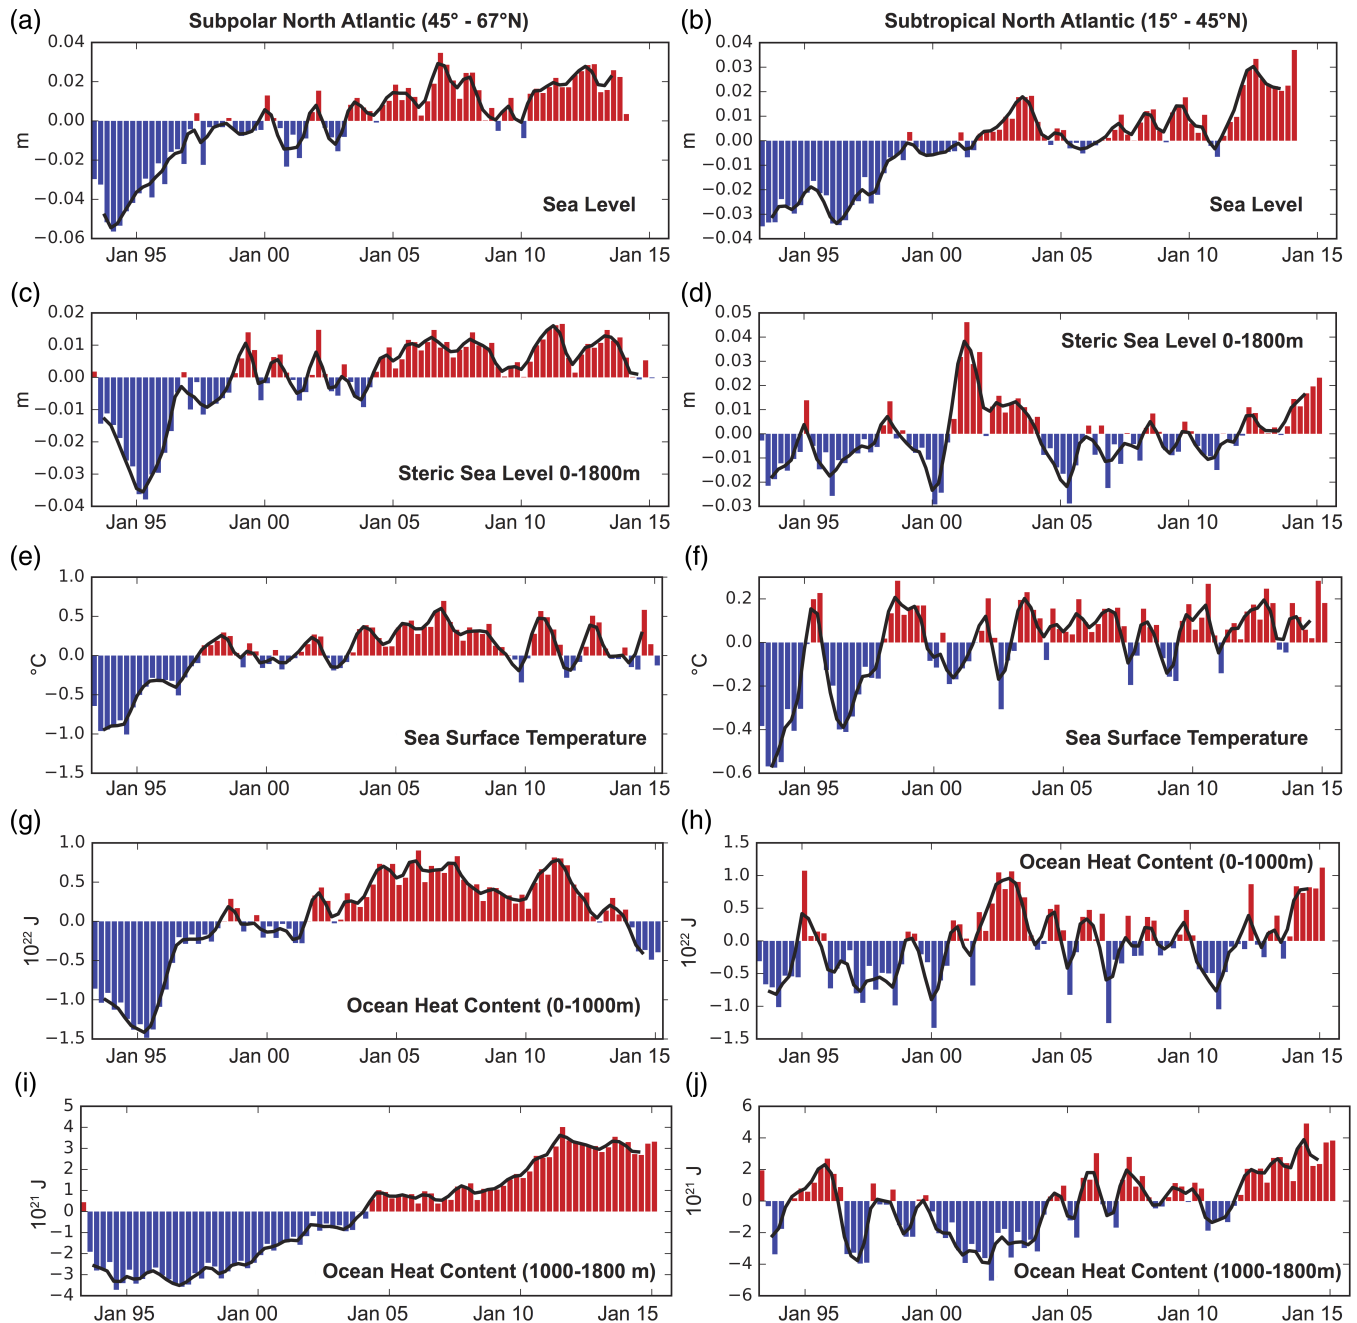 (a) Subpolar North Atlantic (45° - 67°N)
0.04
0.02
0.00
−0.02
−0.04
−0.06
m
Sea Level
Jan 95 Jan 00 Jan 05 Jan 10 Jan 15
(b) Subtropical North Atlantic (15° - 45°N)
0.04
0.03
0.02
0.01
0.00
−0.01
−0.02
−0.03
−0.04
m
Sea Level
Jan 95 Jan 00 Jan 05 Jan 10 Jan 15
(c)
0.02
0.01
0.00
−0.01
−0.02
−0.03
−0.04
m
Steric Sea Level 0-1800m
Jan 95 Jan 00 Jan 05 Jan 10 Jan 15
(d)
0.05
0.04
0.03
0.02
0.01
0.00
−0.01
−0.02
−0.03
m
Steric Sea Level 0-1800m
Jan 95 Jan 00 Jan 05 Jan 10 Jan 15
(e)
1.0
0.5
0.0
−0.5
−1.0
−1.5
°C
Sea Surface Temperature
Jan 95 Jan 00 Jan 05 Jan 10 Jan 15
(f)
0.2
0.0
−0.2
−0.4
−0.6
°C
Sea Surface Temperature
Jan 95 Jan 00 Jan 05 Jan 10 Jan 15
(g)
1.0
0.5
0.0
−0.5
−1.0
−1.5
10²² J
Ocean Heat Content (0-1000m)
Jan 95 Jan 00 Jan 05 Jan 10 Jan 15
(h)
1.5
1.0
0.5
0.0
−0.5
−1.0
−1.5
10²² J
Ocean Heat Content (0-1000m)
Jan 95 Jan 00 Jan 05 Jan 10 Jan 15
(i)
5
4
3
2
1
0
−1
−2
−3
−4
10²¹ J
Ocean Heat Content (1000-1800 m)
Jan 95 Jan 00 Jan 05 Jan 10 Jan 15
(j)
6
4
2
0
−2
−4
−6
10²¹ J
Ocean Heat Content (1000-1800m)
Jan 95 Jan 00 Jan 05 Jan 10 Jan 15